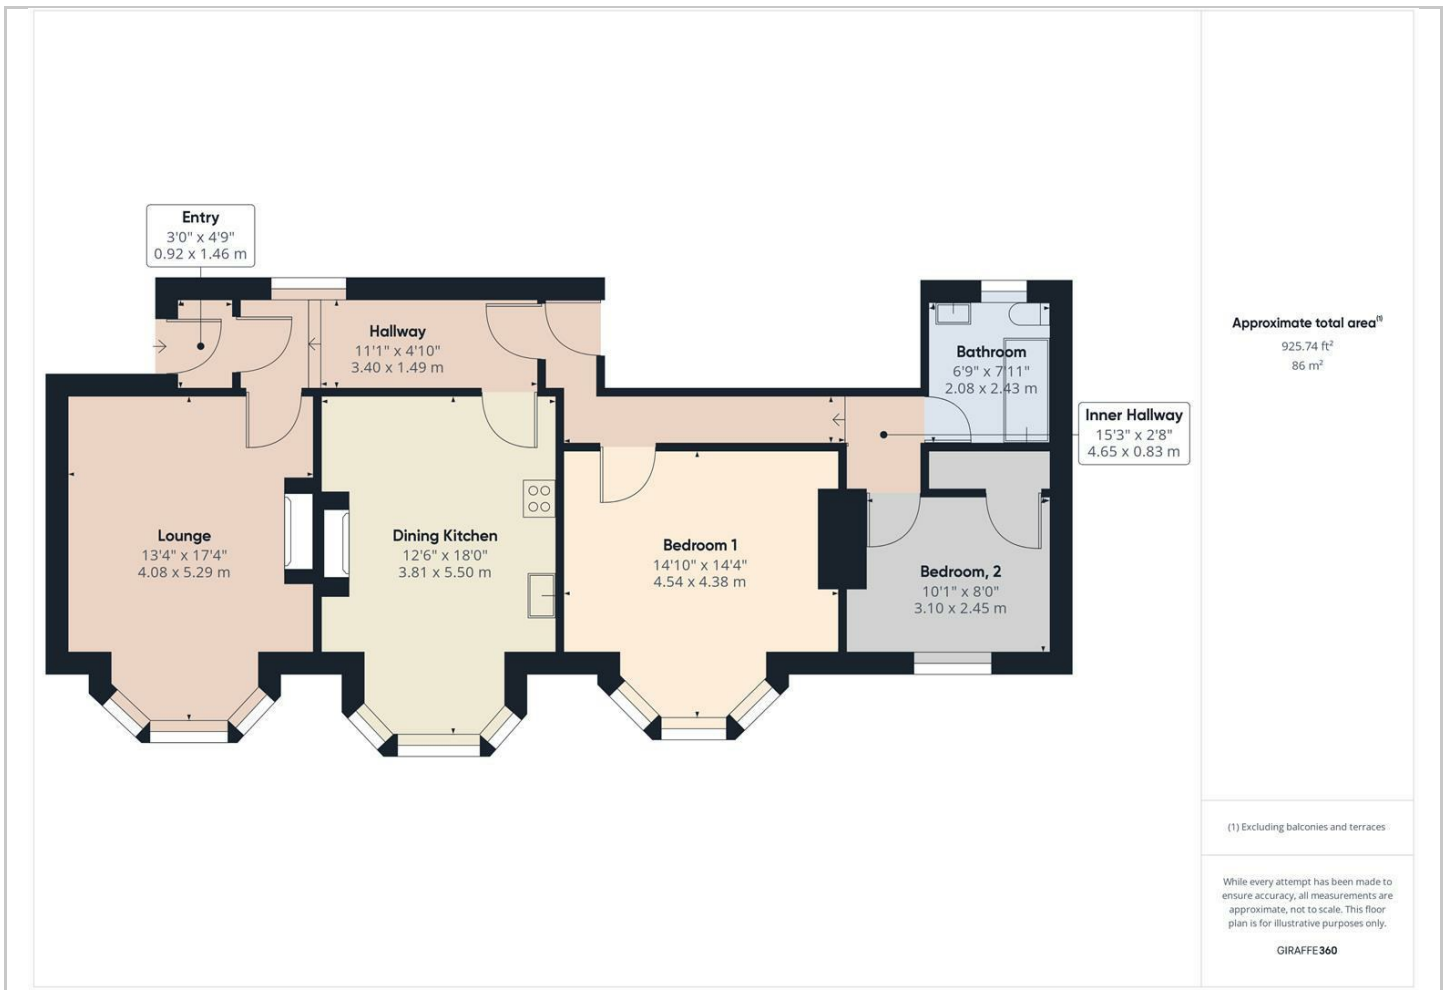 Entry
3'0" x 4'9"
0.92 x 1.46 m
Hallway
11'1" x 4'10"
3.40 x 1.49 m
Bathroom
6'9" x 7'11"
2.08 x 2.43 m
Inner Hallway
15'3" x 2'8"
4.65 x 0.83 m
Lounge
13'4" x 17'4"
4.08 x 5.29 m
Dining Kitchen
12'6" x 18'0"
3.81 x 5.50 m
Bedroom 1
14'10" x 14'4"
4.54 x 4.38 m
Bedroom, 2
10'1" x 8'0"
3.10 x 2.45 m
Approximate total area⁽¹⁾
925.74 ft²
86 m²
(1) Excluding balconies and terraces
While every attempt has been made to
ensure accuracy, all measurements are
approximate, not to scale. This floor
plan is for illustrative purposes only.
GIRAFFE360